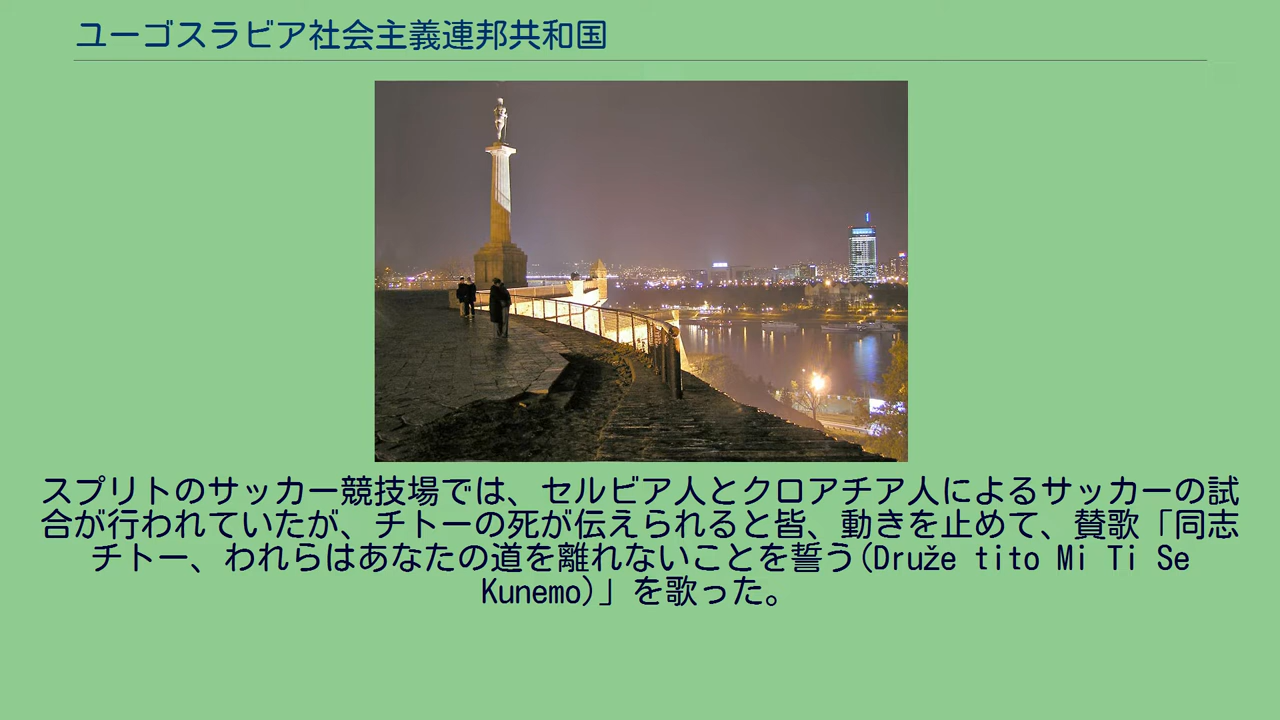 ユーゴスラビア社会主義連邦共和国
スプリトのサッカー競技場では、セルビア人とクロアチア人によるサッカーの試
合が行われていたが、チトーの死が伝えられると皆、動きを止めて、賛歌「同志
チトー、われらはあなたの道を離れないことを誓う(Druže tito Mi Ti Se
Kunemo)」を歌った。